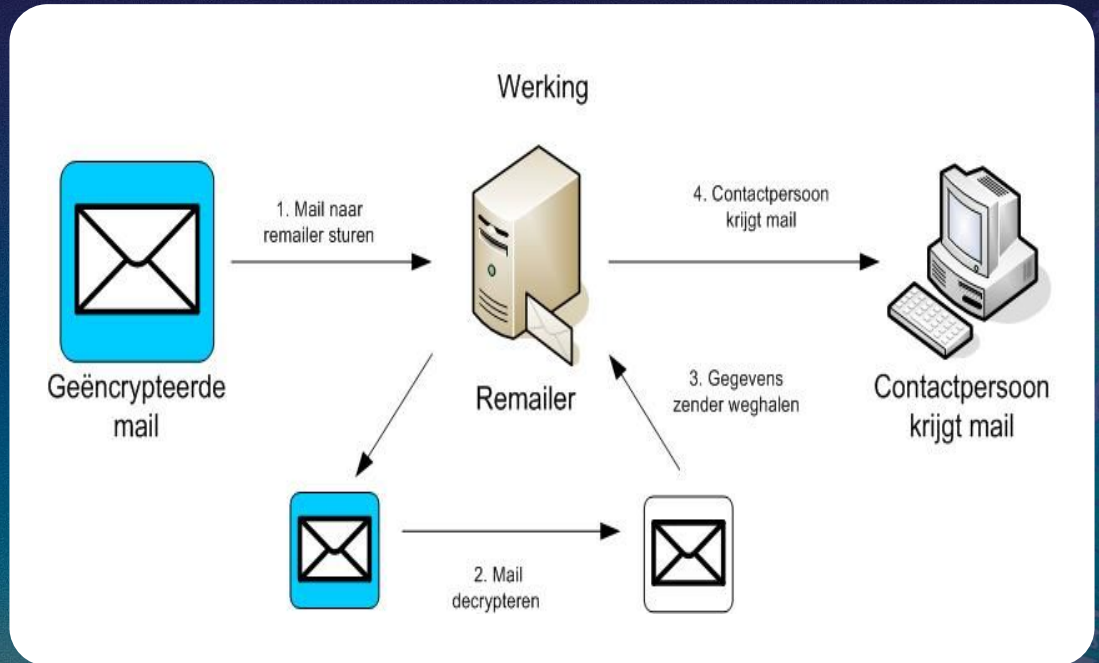 Werking
1. Mail naar
remailer sturen
4. Contactpersoon
krijgt mail
Geëncrypteerde
mail
Remailer
3. Gegevens
zender weghalen
Contactpersoon
krijgt mail
2. Mail
decrypteren